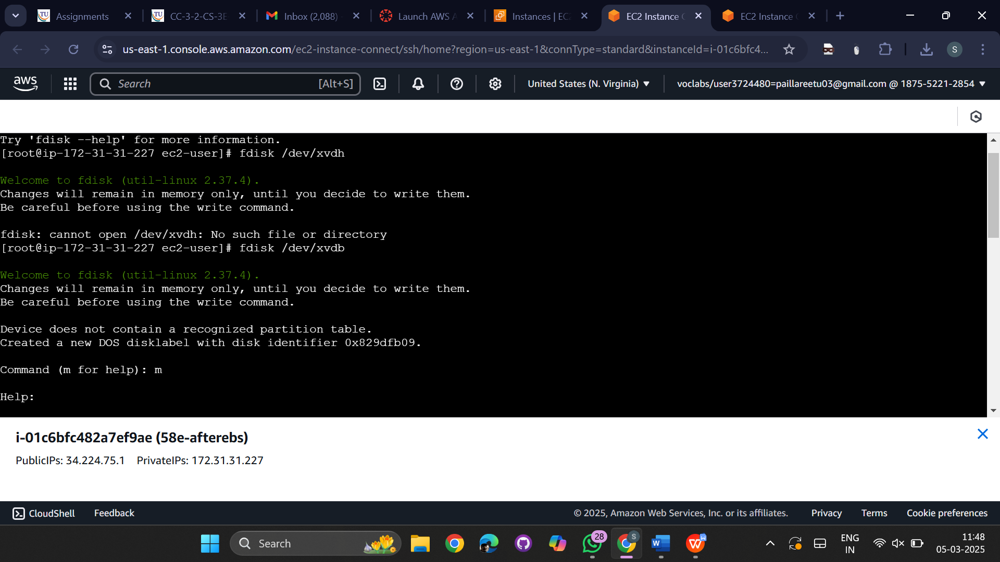 Assignments
CC-3-2-CS-3E
Inbox (2,088) -
Launch AWS A
Instances | EC2
EC2 Instance C
EC2 Instance C
us-east-1.console.aws.amazon.com/ec2-instance-connect/ssh/home?region=us-east-1&connType=standard&instanceId=i-01c6bfc4...
S
aws
Search
[Alt+S]
United States (N. Virginia)
voclabs/user3724480=paillareetu03@gmail.com @ 1875-5221-2854
Try 'fdisk --help' for more information.
[root@ip-172-31-31-227 ec2-user]# fdisk /dev/xvdh
Welcome to fdisk (util-linux 2.37.4).
Changes will remain in memory only, until you decide to write them.
Be careful before using the write command.
fdisk: cannot open /dev/xvdh: No such file or directory
[root@ip-172-31-31-227 ec2-user]# fdisk /dev/xvdb
Welcome to fdisk (util-linux 2.37.4).
Changes will remain in memory only, until you decide to write them.
Be careful before using the write command.
Device does not contain a recognized partition table.
Created a new DOS disklabel with disk identifier 0x829dfb09.
Command (m for help): m
Help:
i-01c6bfc482a7ef9ae (58e-afterebs)
PublicIPs: 34.224.75.1 PrivateIPs: 172.31.31.227
CloudShell Feedback
© 2025, Amazon Web Services, Inc. or its affiliates. Privacy Terms Cookie preferences
Search
28
S
ENG
IN
11:48
05-03-2025